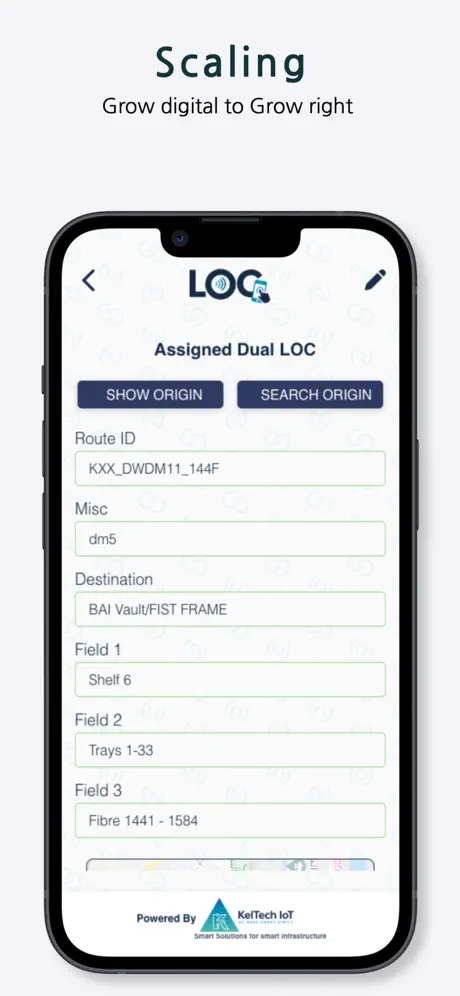 Scaling
Grow digital to Grow right
LOC
Assigned Dual LOC
SHOW ORIGIN
SEARCH ORIGIN
Route ID
KXX_DWDM11_144F
Misc
dm5
Destination
BAI Vault/FIST FRAME
Field 1
Shelf 6
Field 2
Trays 1-33
Field 3
Fibre 1441 - 1584
Powered By
KelTech IoT
Smart Solutions for smart infrastructure